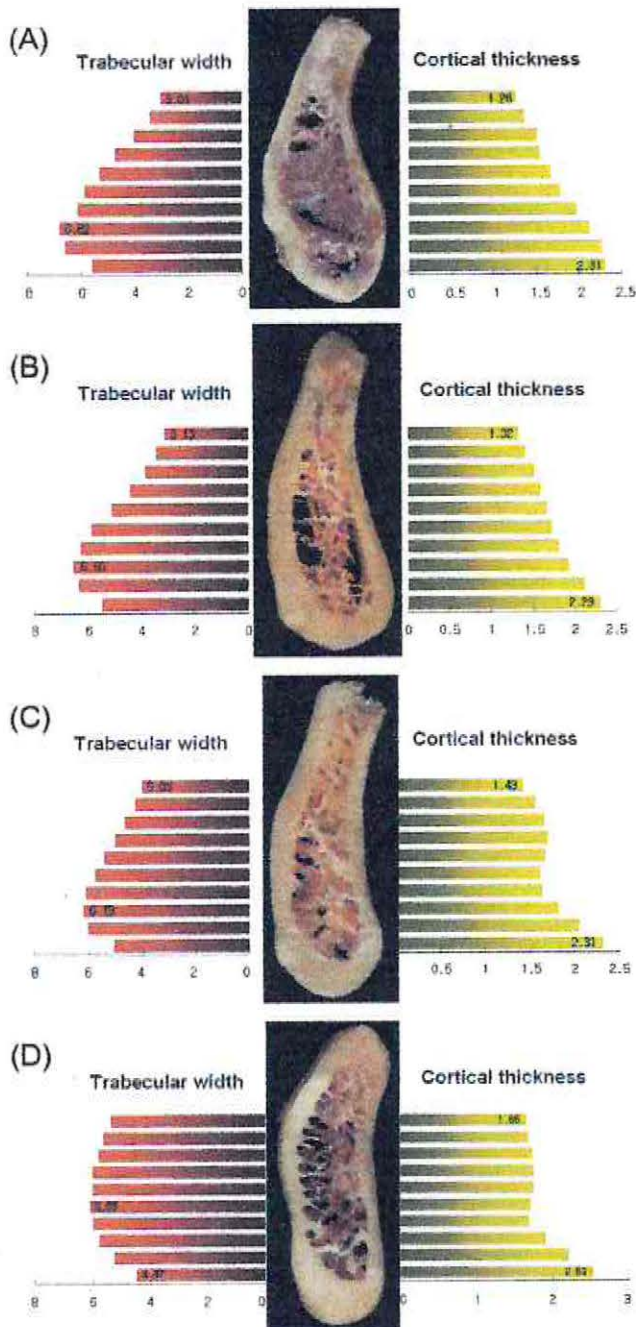 (A)
Trabecular width
Cortical thickness
1.26
2.31
8 6 4 2 0
0 0.5 1 1.5 2 2.5
(B)
Trabecular width
Cortical thickness
1.32
2.29
8 6 4 2 0
0 0.5 1 1.5 2 2.5
(C)
Trabecular width
Cortical thickness
1.43
2.31
8 6 4 2 0
0.5 1 1.5 2 2.5
(D)
Trabecular width
Cortical thickness
8 6 4 2 0
0 1 2 3